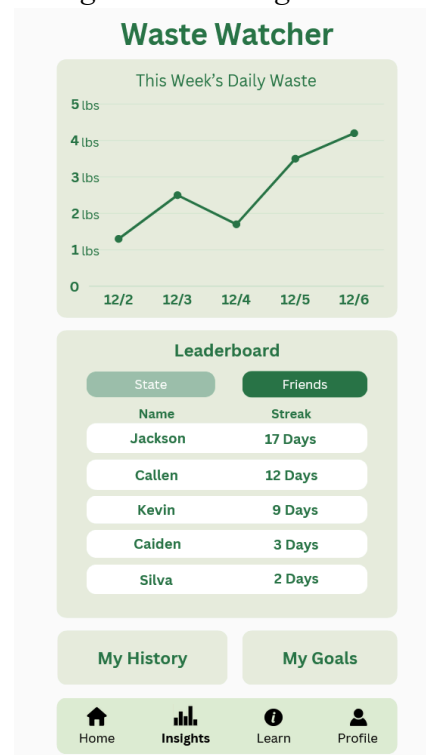 Waste Watcher
This Week's Daily Waste
5 lbs
4 lbs
3 lbs
2 lbs
1 lbs
0
12/2 12/3 12/4 12/5 12/6
Leaderboard
State Friends
Name Streak
Jackson 17 Days
Callen 12 Days
Kevin 9 Days
Caiden 3 Days
Silva 2 Days
My History My Goals
Home Insights Learn Profile